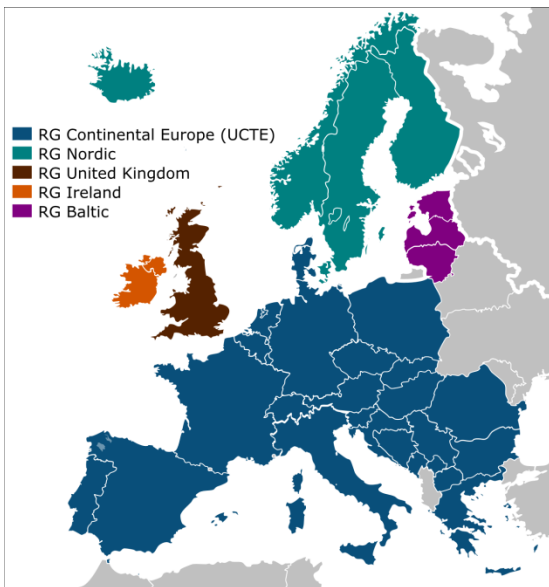 RG Continental Europe (UCTE)
RG Nordic
RG United Kingdom
RG Ireland
RG Baltic